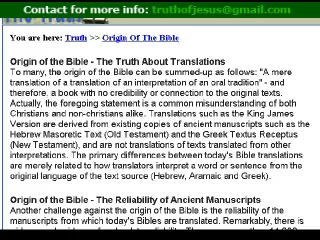 Contact for more info: truthofjesus@gmail.com
You are here: Truth >> Origin Of The Bible
Origin of the Bible - The Truth About Translations
To many, the origin of the Bible can be summed-up as follows: "A mere
translation of a translation of an interpretation of an oral tradition" - and
therefore, a book with no credibility or connection to the original texts.
Actually, the foregoing statement is a common misunderstanding of both
Christians and non-christians alike. Translations such as the King James
Version are derived from existing copies of ancient manuscripts such as the
Hebrew Masoretic Text (Old Testament) and the Greek Textus Receptus
(New Testament), and are not translations of texts translated from other
interpretations. The primary differences between today's Bible translations
are merely related to how translators interpret a word or sentence from the
original language of the text source (Hebrew, Aramaic and Greek).
Origin of the Bible - The Reliability of Ancient Manuscripts
Another challenge against the origin of the Bible is the reliability of the
manuscripts from which today's Bibles are translated. Remarkably, there is